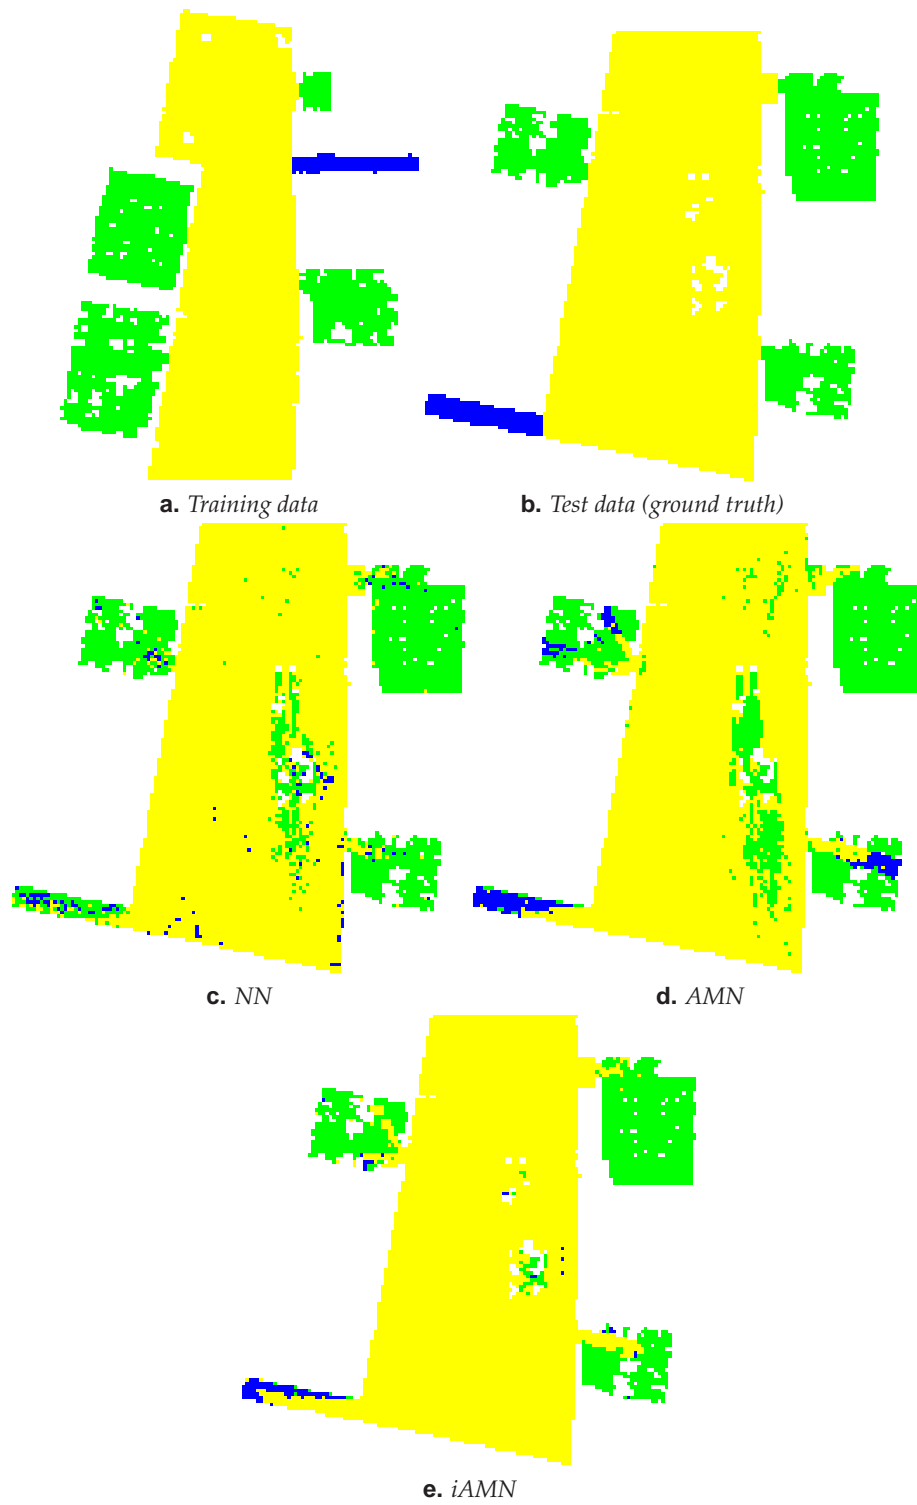 a. Training data
b. Test data (ground truth)
c. NN
d. AMN
e. iAMN